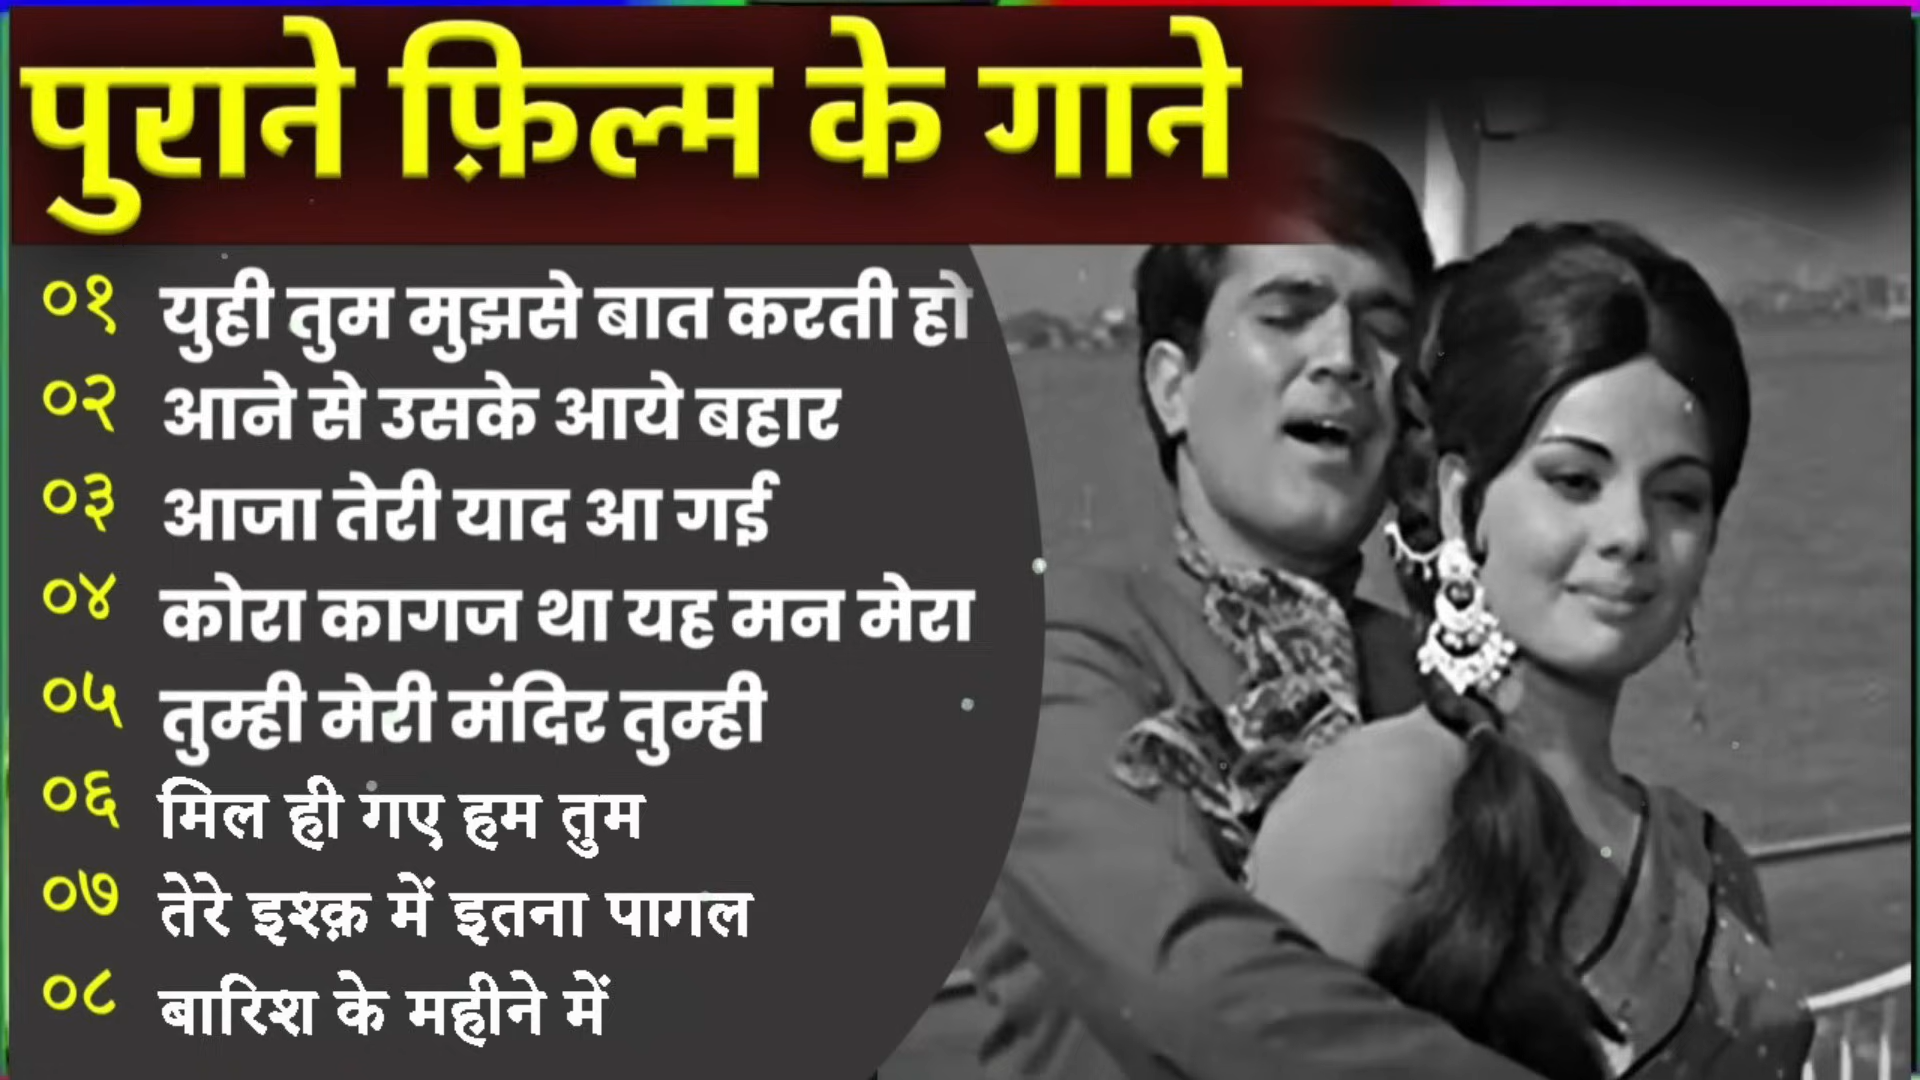 पुराने फ़िल्म के गाने
०१ युही तुम मुझसे बात करती हो
०२ आने से उसके आये बहार
०३ आजा तेरी याद आ गई
०४ कोरा कागज था यह मन मेरा
०५ तुम्ही मेरी मंदिर तुम्ही
०६ मिल ही गए हम तुम
०७ तेरे इश्क़ में इतना पागल
०८ बारिश के महीने में